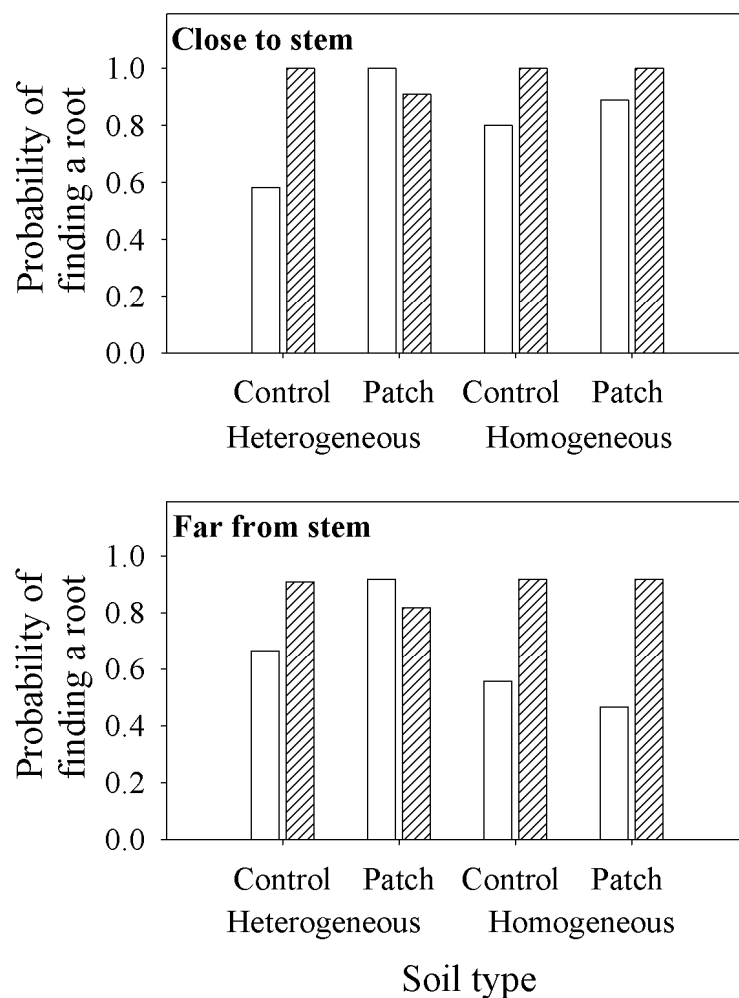 Close to stem
Probability of
finding a root
1.0
0.8
0.6
0.4
0.2
0.0
Control Patch Control Patch
Heterogeneous Homogeneous
Far from stem
Probability of
finding a root
1.0
0.8
0.6
0.4
0.2
0.0
Control Patch Control Patch
Heterogeneous Homogeneous
Soil type